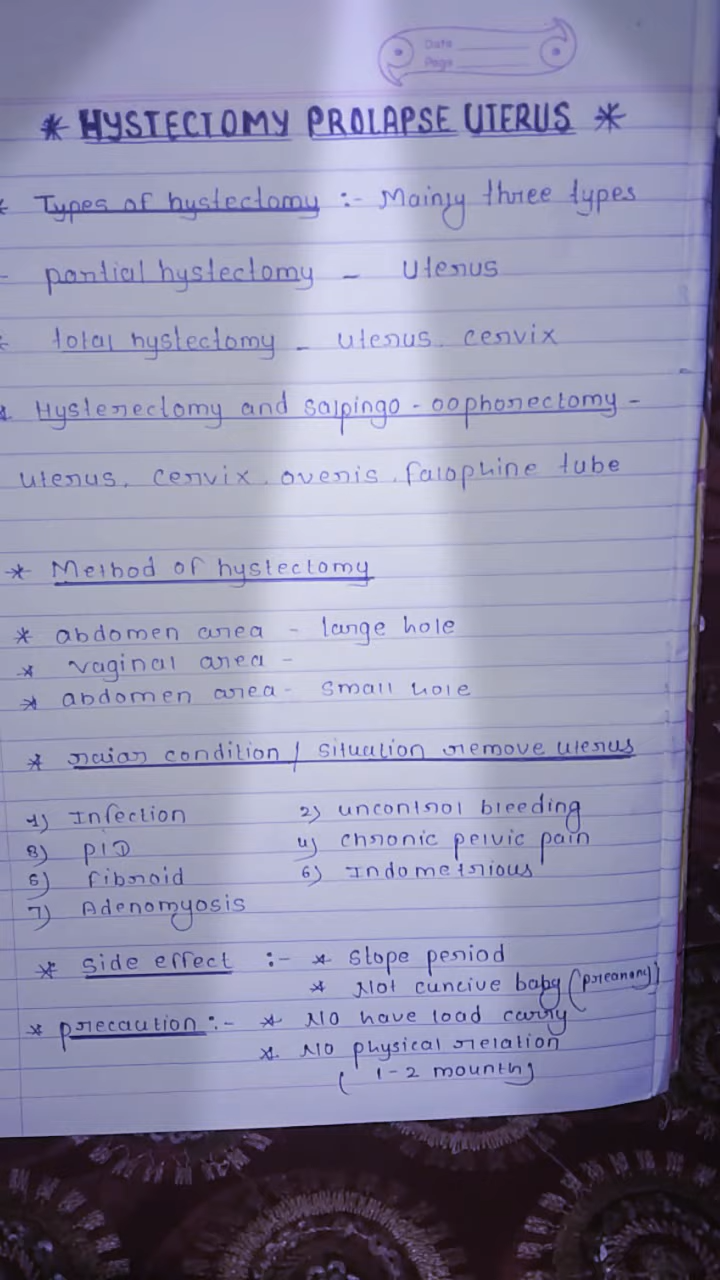 Date
Page
* HYSTECTOMY PROLAPSE UTERUS *
* Types of hystectomy :- Mainly three types
- partial hystectomy - Uterus
* total hystectomy - uterus. cervix
* Hysterectomy and salpingo - oophorectomy -
uterus. cervix. overis. falophine tube
* Method of hystectomy
* abdomen area - large hole
* vaginal area -
* abdomen area - small hole
* condition / situation remove uterus
1) Infection 2) uncontrol bleeding
3) PID 4) chronic pelvic pain
5) fibroid 6) Indometrious
7) Adenomyosis
* side effect :- * stope period
* Not cuncive baby (preanany)
* precaution :- * No have load carry
* No physical relation
( 1-2 mounth)